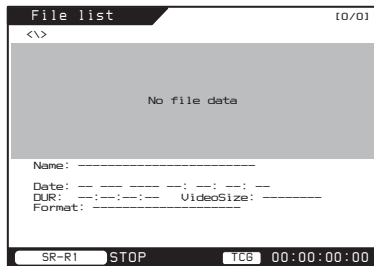 File list [0/0]
<\>
No file data
Name: -------------------------
Date: -- --- ---- --: --: --: --
DUR: --:--:--:-- VideoSize: --------
Format: ---------------------
SR-R1 STOP TCG 00:00:00:00